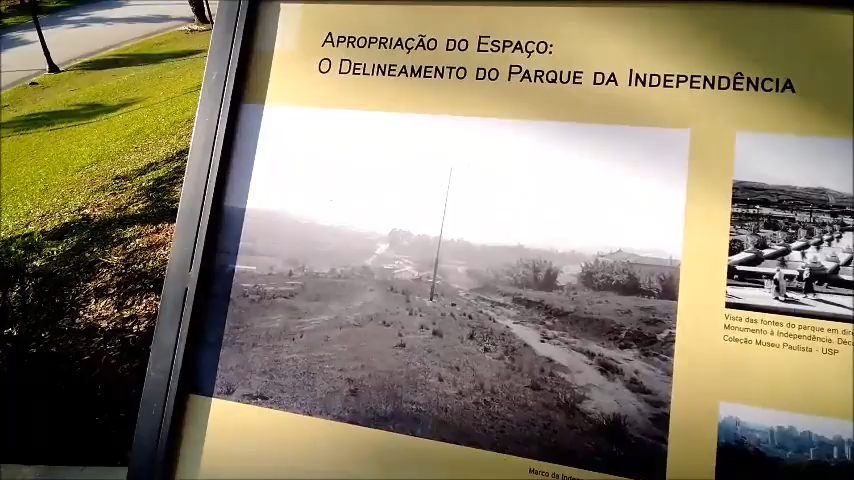 APROPRIAÇÃO DO ESPAÇO:
O DELINEAMENTO DO PARQUE DA INDEPENDÊNCIA
Vista das fontes do parque em dire
Monumento à Independência. Déc
Coleção Museu Paulista - USP
Marco da Inde